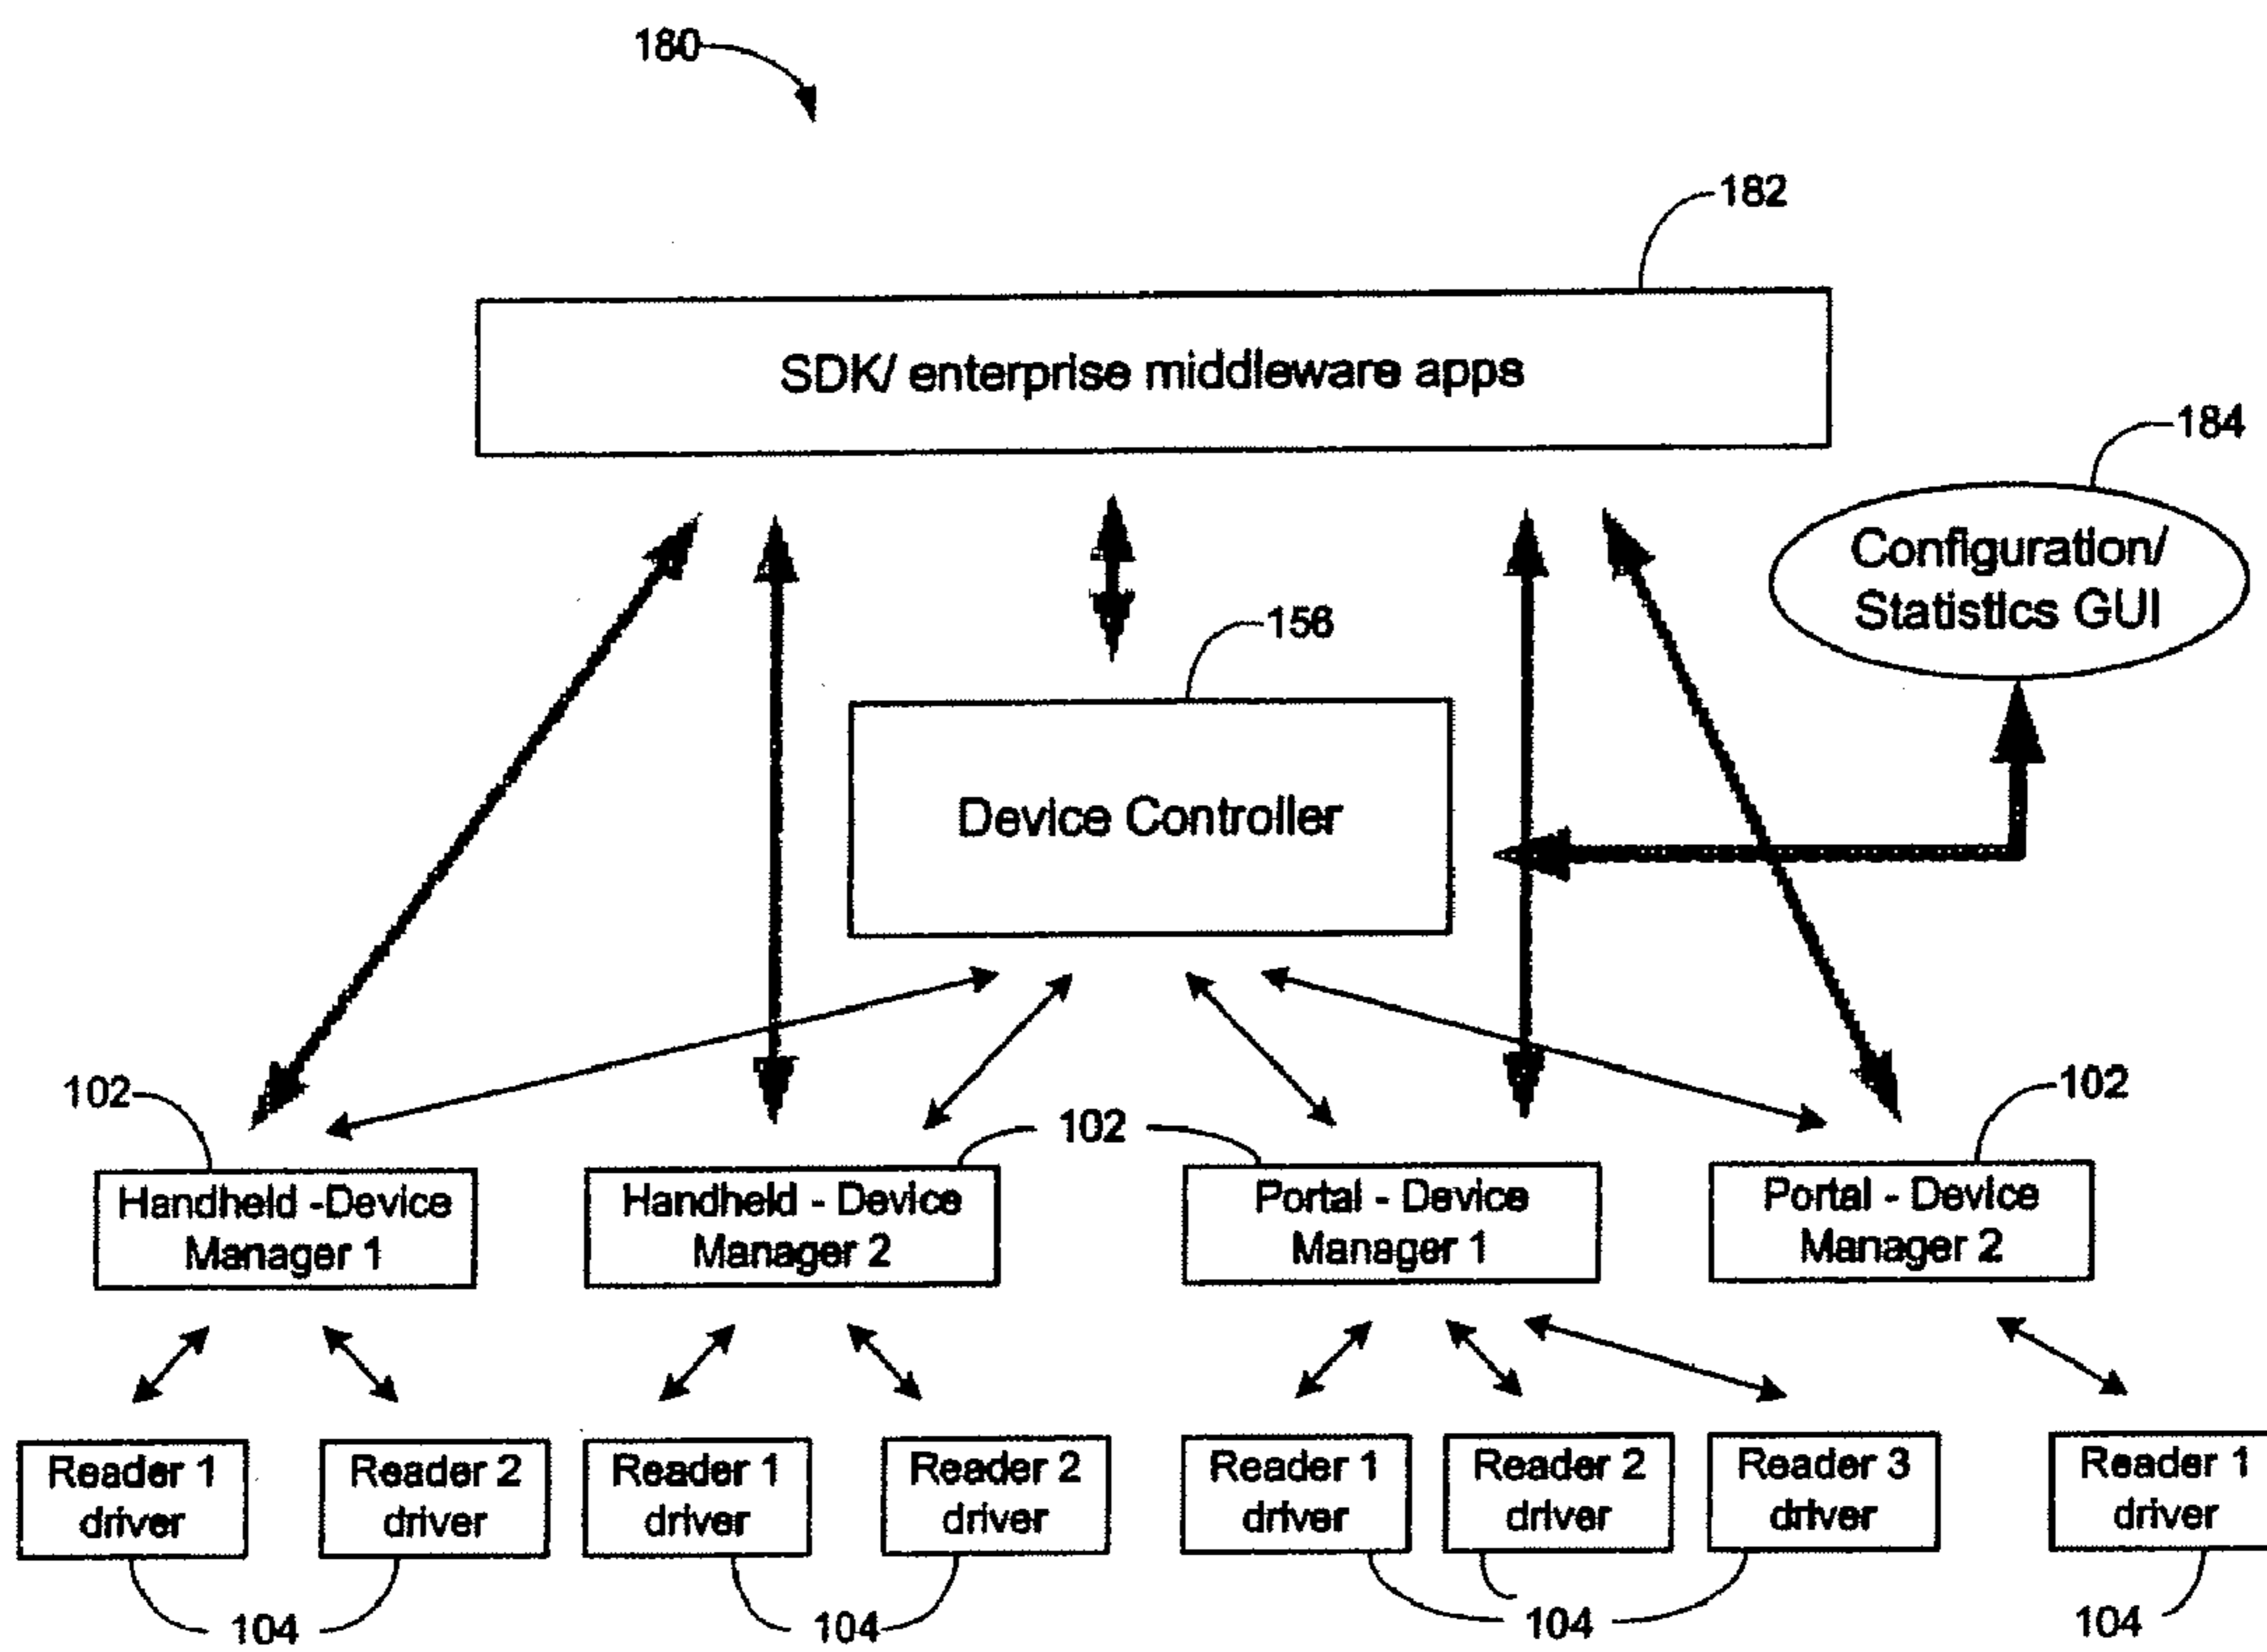 180
182
SDK/ enterprise middleware apps
184
Configuration/
Statistics GUI
156
Device Controller
102
102
102
Handheld -Device
Manager 1
Handheld - Device
Manager 2
Portal - Device
Manager 1
Portal - Device
Manager 2
Reader 1
driver
Reader 2
driver
Reader 1
driver
Reader 2
driver
Reader 1
driver
Reader 2
driver
Reader 3
driver
Reader 1
driver
104
104
104
104